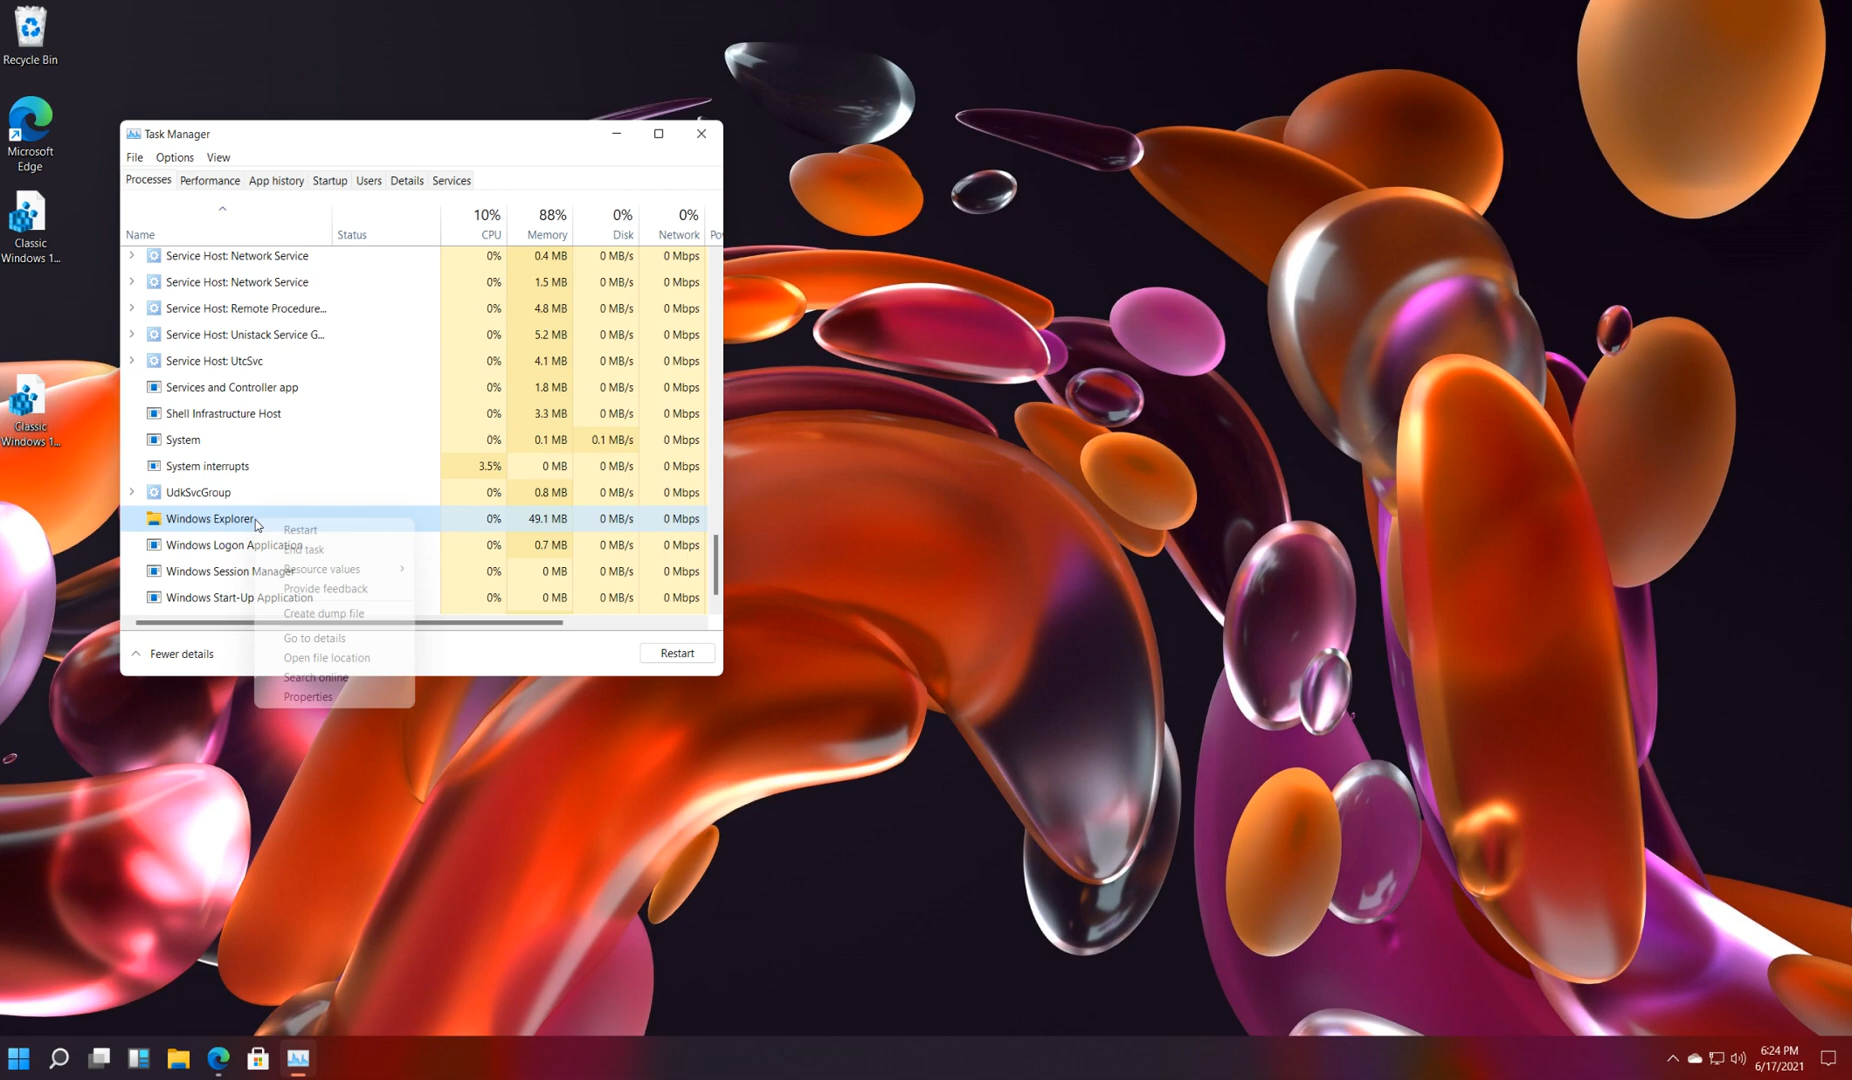 Recycle Bin
Microsoft
Edge
Classic
Windows 1...
Classic
Windows 1...
Task Manager
File Options View
Processes Performance App history Startup Users Details Services
10% 88% 0% 0%
Name Status CPU Memory Disk Network Po
Service Host: Network Service 0% 0.4 MB 0 MB/s 0 Mbps
Service Host: Network Service 0% 1.5 MB 0 MB/s 0 Mbps
Service Host: Remote Procedure... 0% 4.8 MB 0 MB/s 0 Mbps
Service Host: Unistack Service G... 0% 5.2 MB 0 MB/s 0 Mbps
Service Host: UtcSvc 0% 4.1 MB 0 MB/s 0 Mbps
Services and Controller app 0% 1.8 MB 0 MB/s 0 Mbps
Shell Infrastructure Host 0% 3.3 MB 0 MB/s 0 Mbps
System 0% 0.1 MB 0.1 MB/s 0 Mbps
System interrupts 3.5% 0 MB 0 MB/s 0 Mbps
UdkSvcGroup 0% 0.8 MB 0 MB/s 0 Mbps
Windows Explorer 0% 49.1 MB 0 MB/s 0 Mbps
Windows Logon Application 0% 0.7 MB 0 MB/s 0 Mbps
Windows Session Manager 0% 0 MB 0 MB/s 0 Mbps
Windows Start-Up Application 0% 0 MB 0 MB/s 0 Mbps
Restart
End task
Resource values
Provide feedback
Create dump file
Go to details
Open file location
Search online
Properties
Fewer details
Restart
6:24 PM
6/17/2021